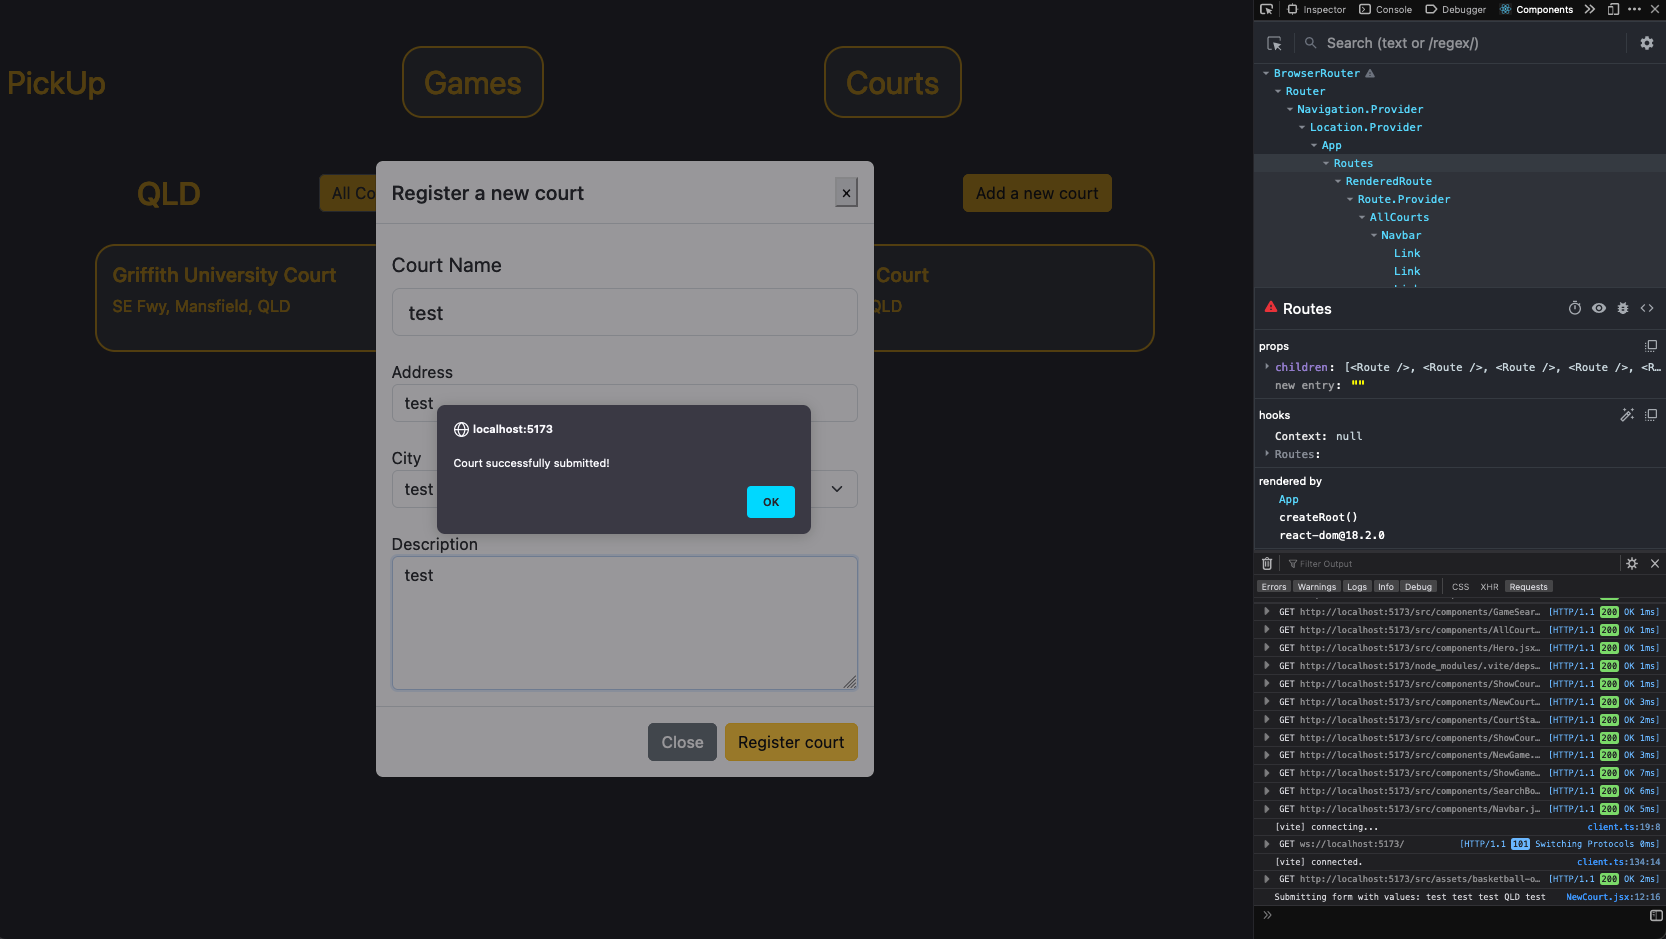 PickUp
Games
Courts
QLD
All Co
Add a new court
Griffith University Court
SE Fwy, Mansfield, QLD
Court
QLD
Register a new court
×
Court Name
test
Address
test
City
test
Description
test
Close
Register court
localhost:5173
Court successfully submitted!
OK
Inspector
Console
Debugger
Components
Search (text or /regex/)
BrowserRouter
Router
Navigation.Provider
Location.Provider
App
Routes
RenderedRoute
Route.Provider
AllCourts
Navbar
Link
Link
Routes
props
children: [<Route />, <Route />, <Route />, <Route />, <R…
new entry: ""
hooks
Context: null
Routes:
rendered by
App
createRoot()
react-dom@18.2.0
Filter Output
Errors Warnings Logs Info Debug CSS XHR Requests
GET http://localhost:5173/src/components/GameSear… [HTTP/1.1 200 OK 1ms]
GET http://localhost:5173/src/components/AllCourt… [HTTP/1.1 200 OK 1ms]
GET http://localhost:5173/src/components/Hero.jsx… [HTTP/1.1 200 OK 1ms]
GET http://localhost:5173/node_modules/.vite/deps… [HTTP/1.1 200 OK 1ms]
GET http://localhost:5173/src/components/ShowCour… [HTTP/1.1 200 OK 1ms]
GET http://localhost:5173/src/components/NewCourt… [HTTP/1.1 200 OK 3ms]
GET http://localhost:5173/src/components/CourtSta… [HTTP/1.1 200 OK 2ms]
GET http://localhost:5173/src/components/ShowCour… [HTTP/1.1 200 OK 1ms]
GET http://localhost:5173/src/components/NewGame.… [HTTP/1.1 200 OK 3ms]
GET http://localhost:5173/src/components/ShowGame… [HTTP/1.1 200 OK 7ms]
GET http://localhost:5173/src/components/SearchBo… [HTTP/1.1 200 OK 6ms]
GET http://localhost:5173/src/components/Navbar.j… [HTTP/1.1 200 OK 5ms]
[vite] connecting... client.ts:19:8
GET ws://localhost:5173/ [HTTP/1.1 101 Switching Protocols 0ms]
[vite] connected. client.ts:134:14
GET http://localhost:5173/src/assets/basketball-o… [HTTP/1.1 200 OK 2ms]
Submitting form with values: test test test QLD test NewCourt.jsx:12:16